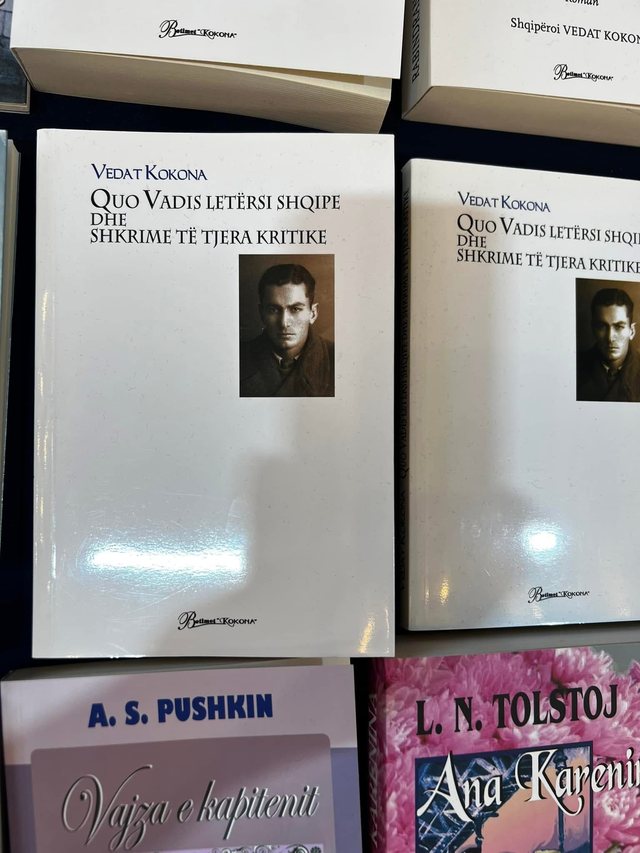 Botimet "KOKONA"
Roman
Shqipëroi VEDAT KOKON
Botimet "KOKONA"
VEDAT KOKONA
QUO VADIS LETËRSI SHQIPE
DHE
SHKRIME TË TJERA KRITIKE
Botimet "KOKONA"
VEDAT KOKONA
QUO VADIS LETËRSI SHQI
DHE
SHKRIME TË TJERA KRITIKE
Botimet "KOKONA"
A. S. PUSHKIN
Vajza e kapitenit
L. N. TOLSTOJ
Ana Karenin